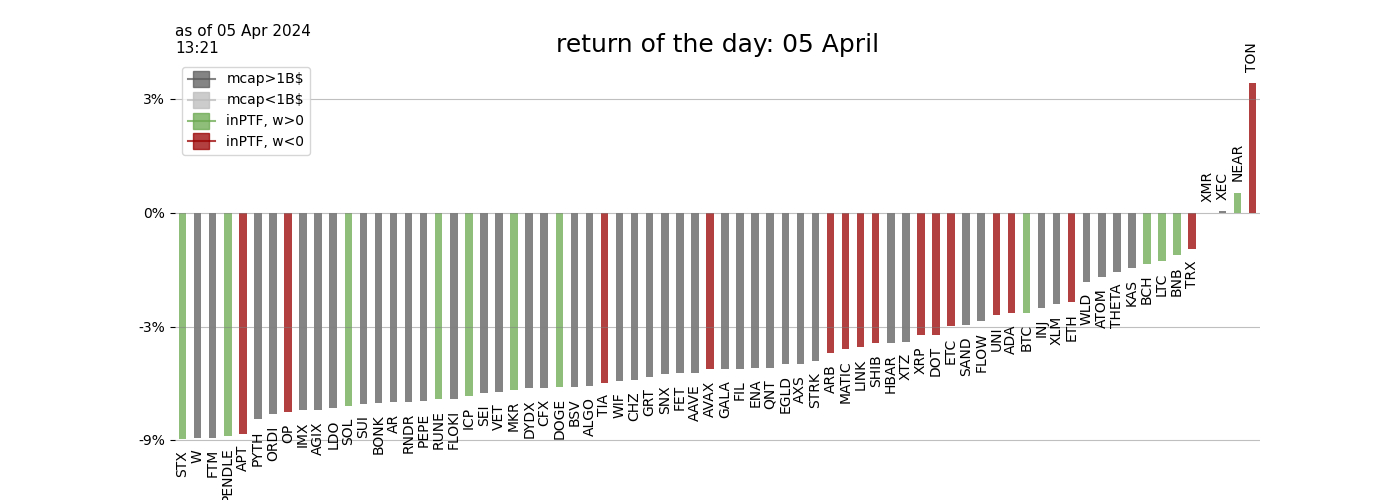 as of 05 Apr 2024
13:21
return of the day: 05 April
mcap>1B$
mcap<1B$
inPTF, w>0
inPTF, w<0
3%
0%
-3%
-9%
STX
W
FTM
PENDLE
APT
PYTH
ORDI
OP
IMX
AGIX
LDO
SOL
SUI
BONK
AR
RNDR
PEPE
RUNE
FLOKI
ICP
SEI
VET
MKR
DYDX
CFX
DOGE
BSV
ALGO
TIA
WIF
CHZ
GRT
SNX
FET
AAVE
AVAX
GALA
FIL
ENA
QNT
EGLD
AXS
STRK
ARB
MATIC
LINK
SHIB
HBAR
XTZ
XRP
DOT
ETC
SAND
FLOW
UNI
ADA
BTC
INJ
XLM
ETH
WLD
ATOM
THETA
KAS
BCH
LTC
BNB
TRX
XMR
XEC
NEAR
TON